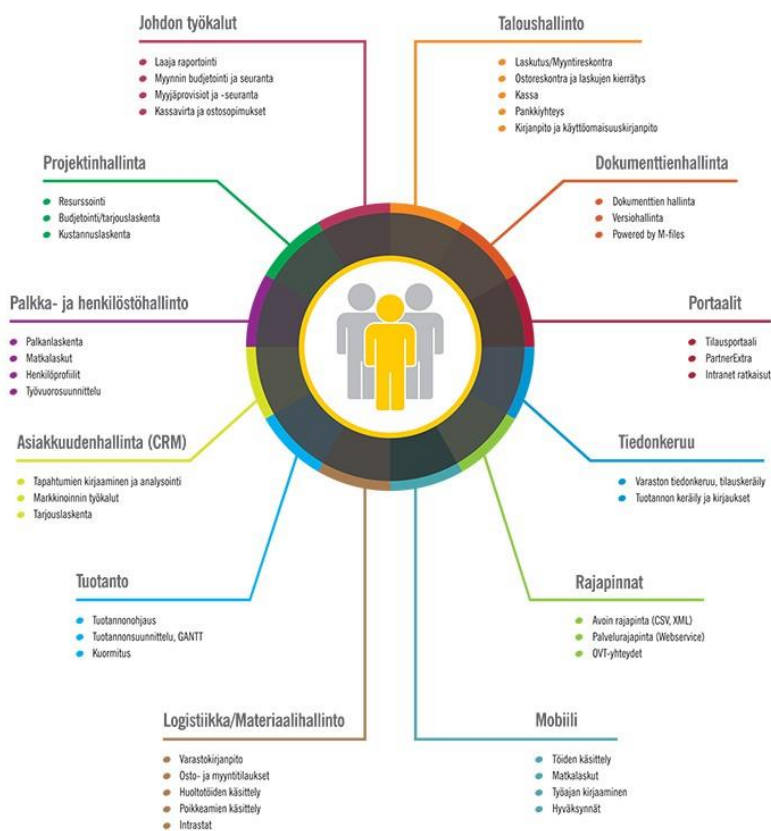 Johdon työkalut
Laaja raportointi
Myynnin budjetointi ja seuranta
Myyjäprovisiot ja -seuranta
Kassavirta ja ostosopimukset
Taloushallinto
Laskutus/Myyntireskontra
Ostoreskontra ja laskujen kierrätys
Kassa
Pankkiyhteys
Kirjanpito ja käyttöomaisuuskirjanpito
Projektinhallinta
Resurssointi
Budjetointi/tarjouslaskenta
Kustannuslaskenta
Dokumenttienhallinta
Dokumenttien hallinta
Versiohallinta
Powered by M-files
Palkka- ja henkilöstöhallinto
Palkanlaskenta
Matkalaskut
Henkilöprofiilit
Työvuorosuunnittelu
Portaalit
Tilausportaali
PartnerExtra
Intranet ratkaisut
Asiakkuudenhallinta (CRM)
Tapahtumien kirjaaminen ja analysointi
Markkinoinnin työkalut
Tarjouslaskenta
Tiedonkeruu
Varaston tiedonkeruu, tilauskeräily
Tuotannon keräily ja kirjaukset
Tuotanto
Tuotannonohjaus
Tuotannonsuunnittelu, GANTT
Kuormitus
Rajapinnat
Avoin rajapinta (CSV, XML)
Palvelurajapinta (Webservice)
OVT-yhteydet
Logistiikka/Materiaalihallinto
Varastokirjanpito
Osto- ja myyntitilaukset
Huoltotöiden käsittely
Poikkeamien käsittely
Intrastat
Mobiili
Töiden käsittely
Matkalaskut
Työajan kirjaaminen
Hyväksynnät